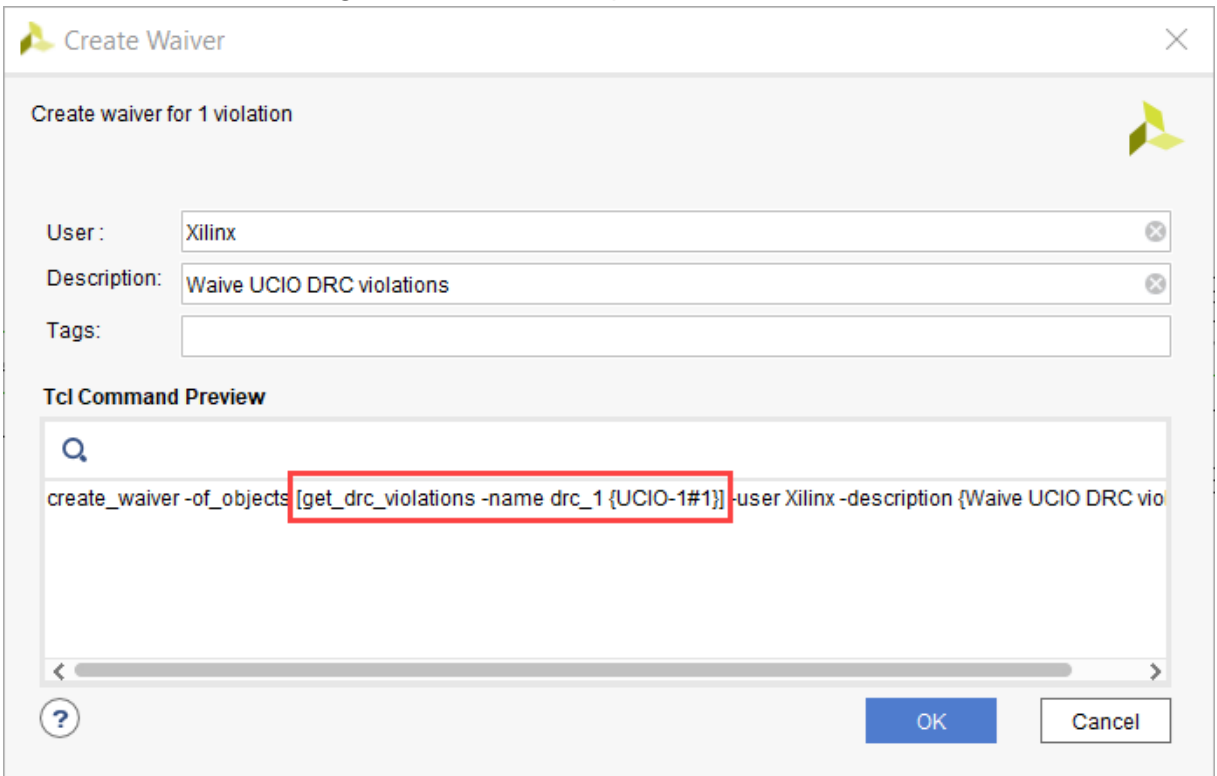 Create Waiver
Create waiver for 1 violation
User :
Xilinx
Description:
Waive UCIO DRC violations
Tags:
Tcl Command Preview
create_waiver -of_objects [get_drc_violations -name drc_1 {UCIO-1#1}] -user Xilinx -description {Waive UCIO DRC vio
?
OK
Cancel